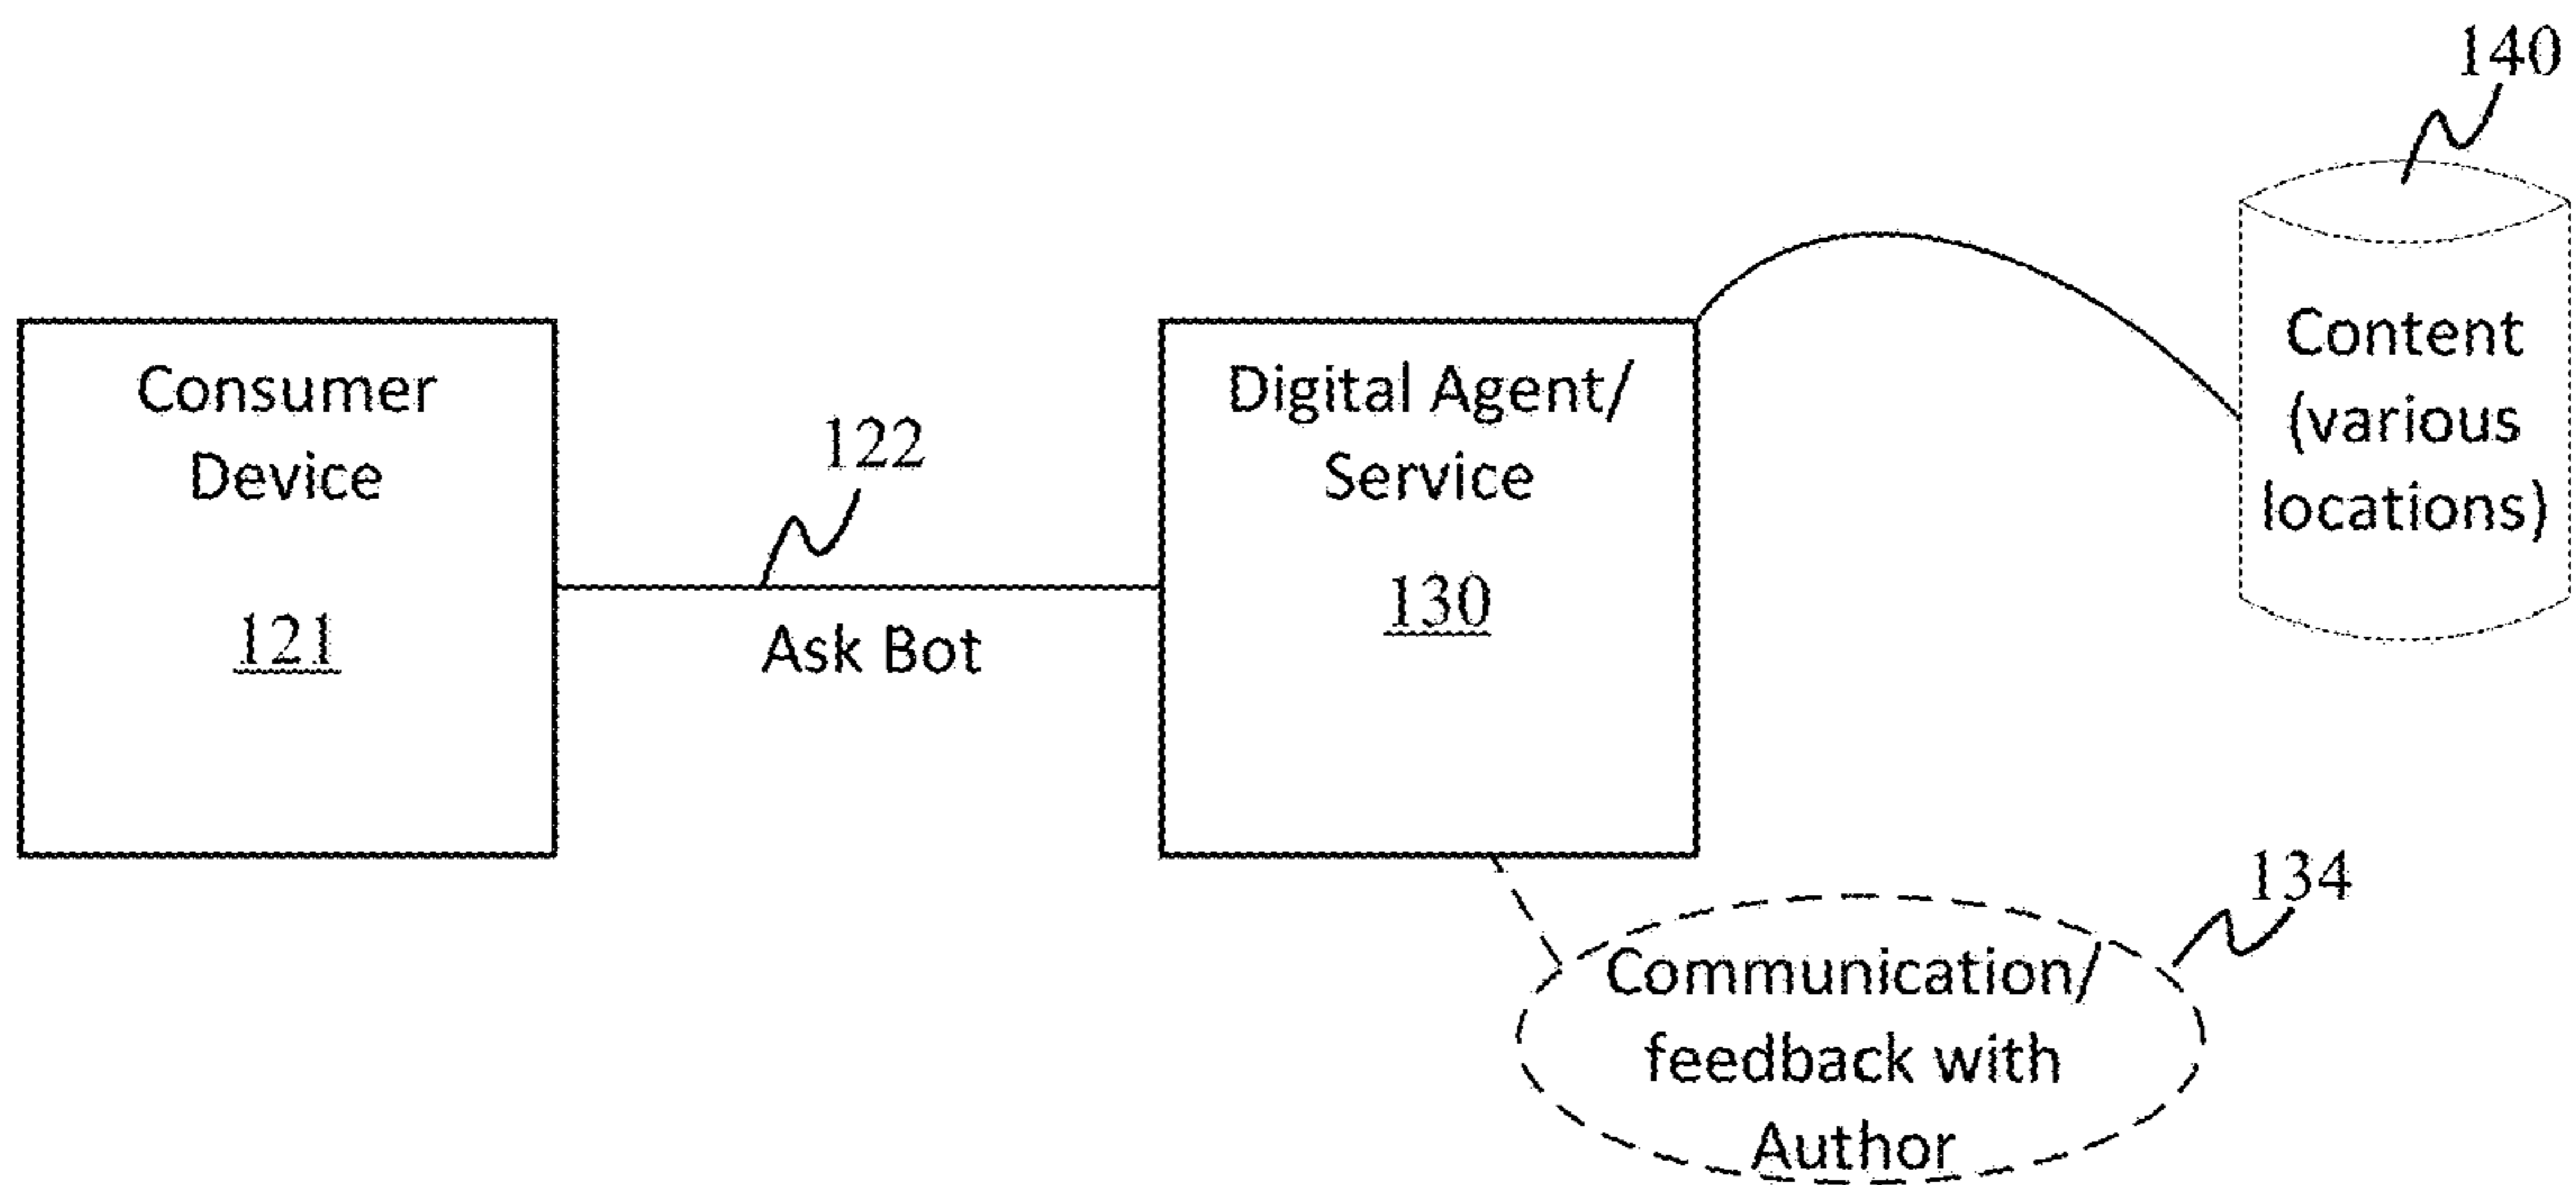 140
Consumer
Device
121
122
Ask Bot
Digital Agent/
Service
130
Content
(various
locations)
134
Communication/
feedback with
Author